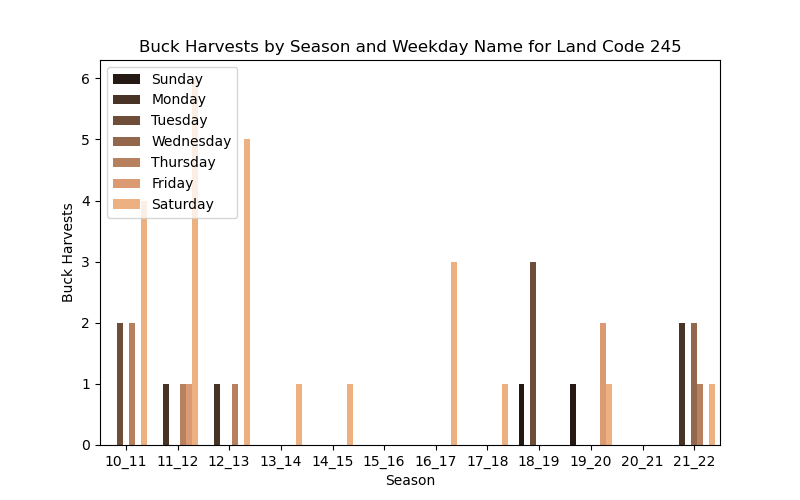 Buck Harvests by Season and Weekday Name for Land Code 245
Sunday
Monday
Tuesday
Wednesday
Thursday
Friday
Saturday
6
5
4
3
2
1
0
Buck Harvests
10_11 11_12 12_13 13_14 14_15 15_16 16_17 17_18 18_19 19_20 20_21 21_22
Season